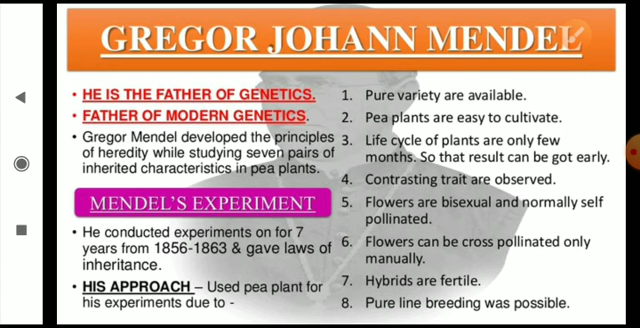 GREGOR JOHANN MENDEL
• HE IS THE FATHER OF GENETICS.
• FATHER OF MODERN GENETICS.
• Gregor Mendel developed the principles
of heredity while studying seven pairs of
inherited characteristics in pea plants.
MENDEL'S EXPERIMENT
• He conducted experiments on for 7
years from 1856-1863 & gave laws of
inheritance.
• HIS APPROACH – Used pea plant for
his experiments due to -
1. Pure variety are available.
2. Pea plants are easy to cultivate.
3. Life cycle of plants are only few
months. So that result can be got early.
4. Contrasting trait are observed.
5. Flowers are bisexual and normally self
pollinated.
6. Flowers can be cross pollinated only
manually.
7. Hybrids are fertile.
8. Pure line breeding was possible.